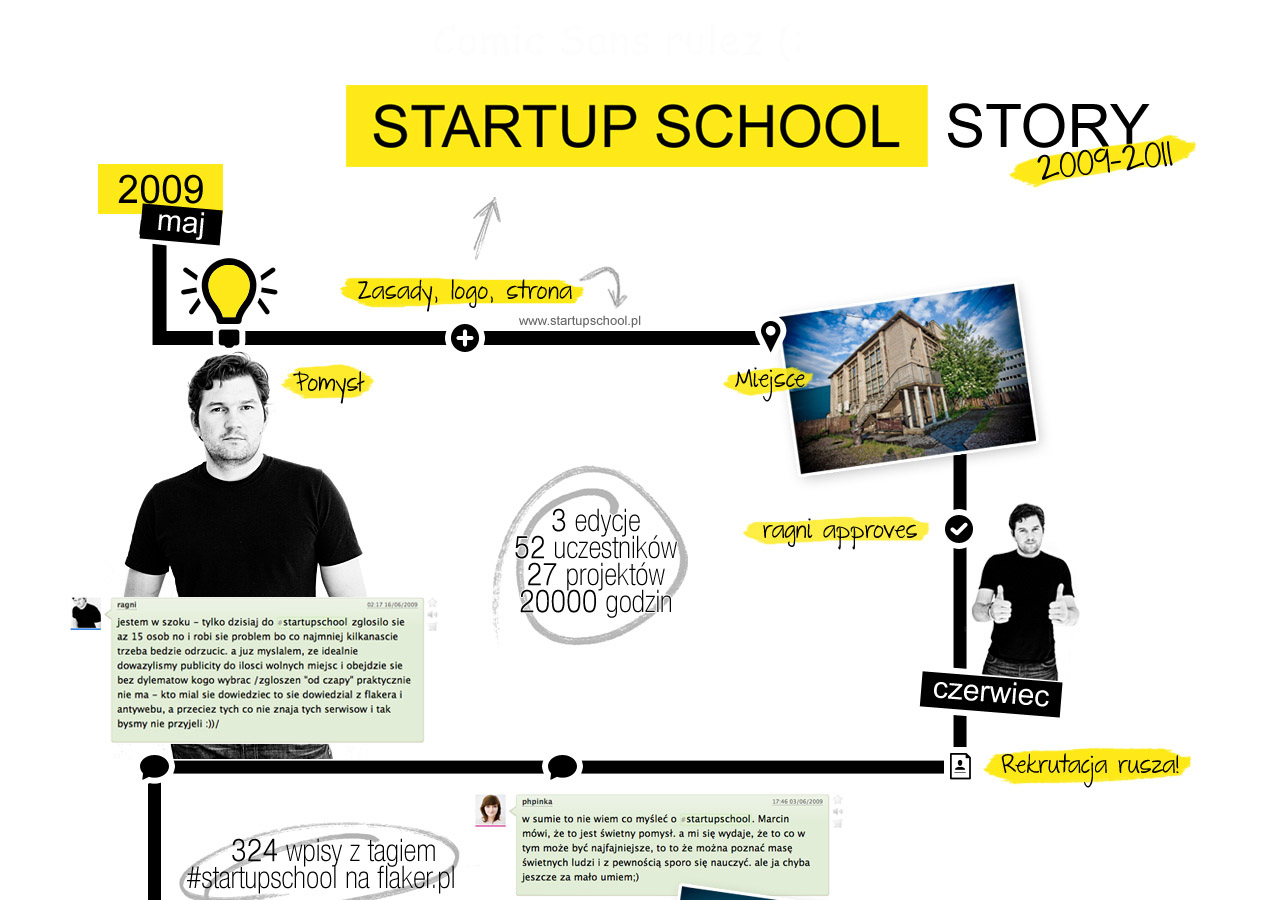 Comic Sans rulez (:
STARTUP SCHOOL STORY
2009-2011
2009
maj
Zasady, logo, strona
www.startupschool.pl
Pomysł
Miejsce
3 edycje
52 uczestników
27 projektów
20000 godzin
ragni approves
ragni 02:17 16/06/2009
jestem w szoku - tylko dzisiaj do #startupschool zglosilo sie
az 15 osob no i robi sie problem bo co najmniej kilkanascie
trzeba bedzie odrzucic. a juz myslalem, ze idealnie
dowazylismy publicity do ilosci wolnych miejsc i obejdzie sie
bez dylematow kogo wybrac /zgloszen "od czapy" praktycznie
nie ma - kto mial sie dowiedziec to sie dowiedzial z flakera i
antywebu, a przeciez tych co nie znaja tych serwisow i tak
bysmy nie przyjeli :))/
czerwiec
Rekrutacja rusza!
phpinka 17:46 03/06/2009
w sumie to nie wiem co myśleć o #startupschool. Marcin
mówi, że to jest świetny pomysł. a mi się wydaje, że to co w
tym może być najfajniejsze, to to że można poznać masę
świetnych ludzi i z pewnością sporo się nauczyć. ale ja chyba
jeszcze za mało umiem;)
324 wpisy z tagiem
#startupschool na flaker.pl